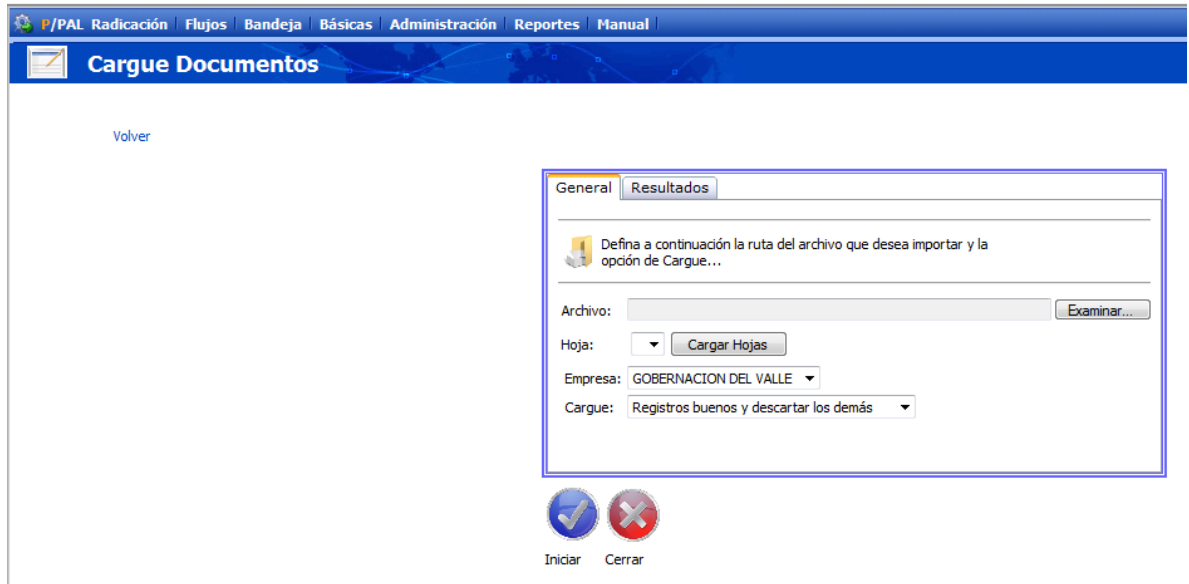 P/PAL Radicación Flujos Bandeja Básicas Administración Reportes Manual
Cargue Documentos
Volver
General Resultados
Defina a continuación la ruta del archivo que desea importar y la
opción de Cargue...
Archivo: Examinar...
Hoja: Cargar Hojas
Empresa: GOBERNACION DEL VALLE
Cargue: Registros buenos y descartar los demás
Iniciar Cerrar